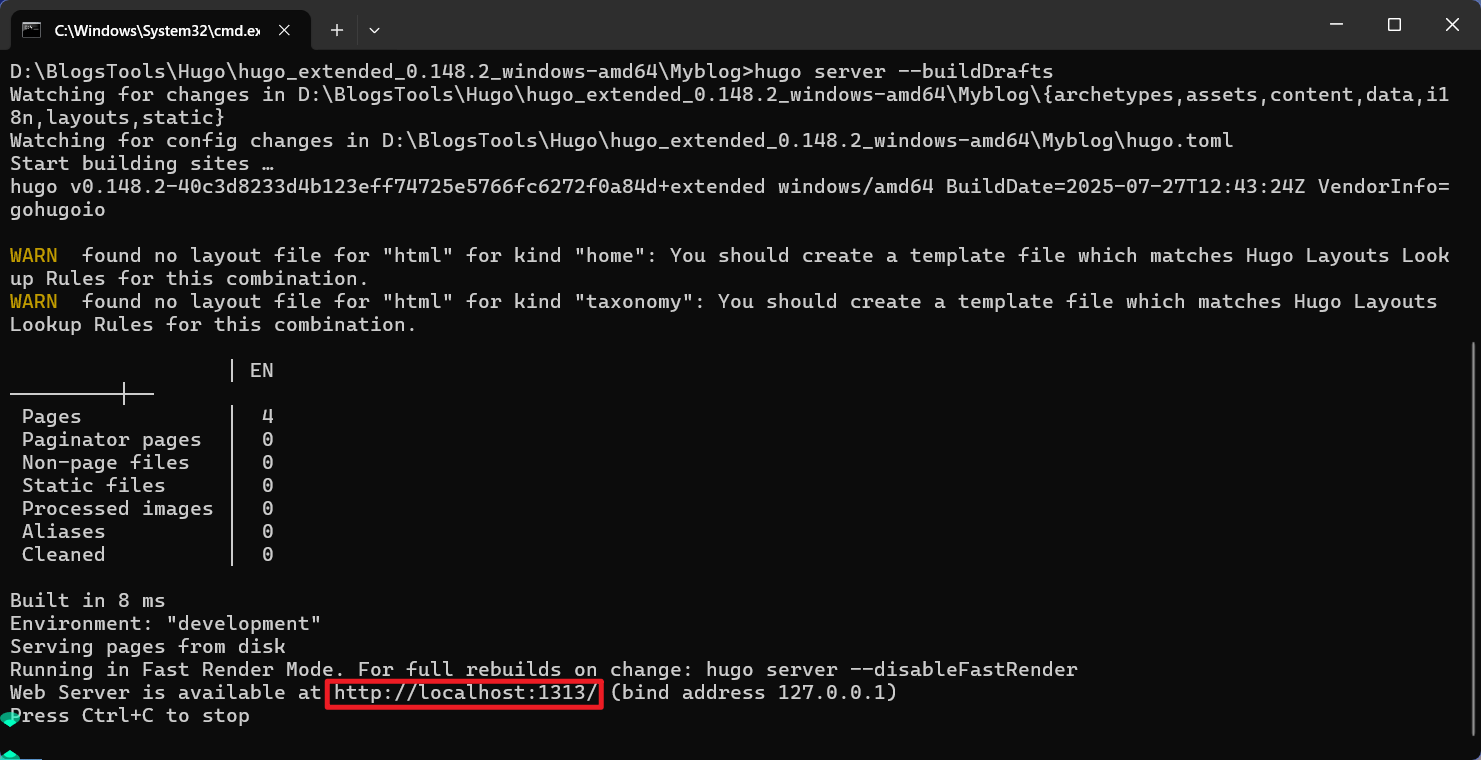 C:\Windows\System32\cmd.ex
D:\BlogsTools\Hugo\hugo_extended_0.148.2_windows-amd64\Myblog>hugo server --buildDrafts
Watching for changes in D:\BlogsTools\Hugo\hugo_extended_0.148.2_windows-amd64\Myblog\{archetypes,assets,content,data,i1
8n,layouts,static}
Watching for config changes in D:\BlogsTools\Hugo\hugo_extended_0.148.2_windows-amd64\Myblog\hugo.toml
Start building sites …
hugo v0.148.2-40c3d8233d4b123eff74725e5766fc6272f0a84d+extended windows/amd64 BuildDate=2025-07-27T12:43:24Z VendorInfo=
gohugoio
WARN  found no layout file for "html" for kind "home": You should create a template file which matches Hugo Layouts Look
up Rules for this combination.
WARN  found no layout file for "html" for kind "taxonomy": You should create a template file which matches Hugo Layouts
Lookup Rules for this combination.
│ EN
Pages │ 4
Paginator pages │ 0
Non-page files │ 0
Static files │ 0
Processed images │ 0
Aliases │ 0
Cleaned │ 0
Built in 8 ms
Environment: "development"
Serving pages from disk
Running in Fast Render Mode. For full rebuilds on change: hugo server --disableFastRender
Web Server is available at http://localhost:1313/ (bind address 127.0.0.1)
Press Ctrl+C to stop